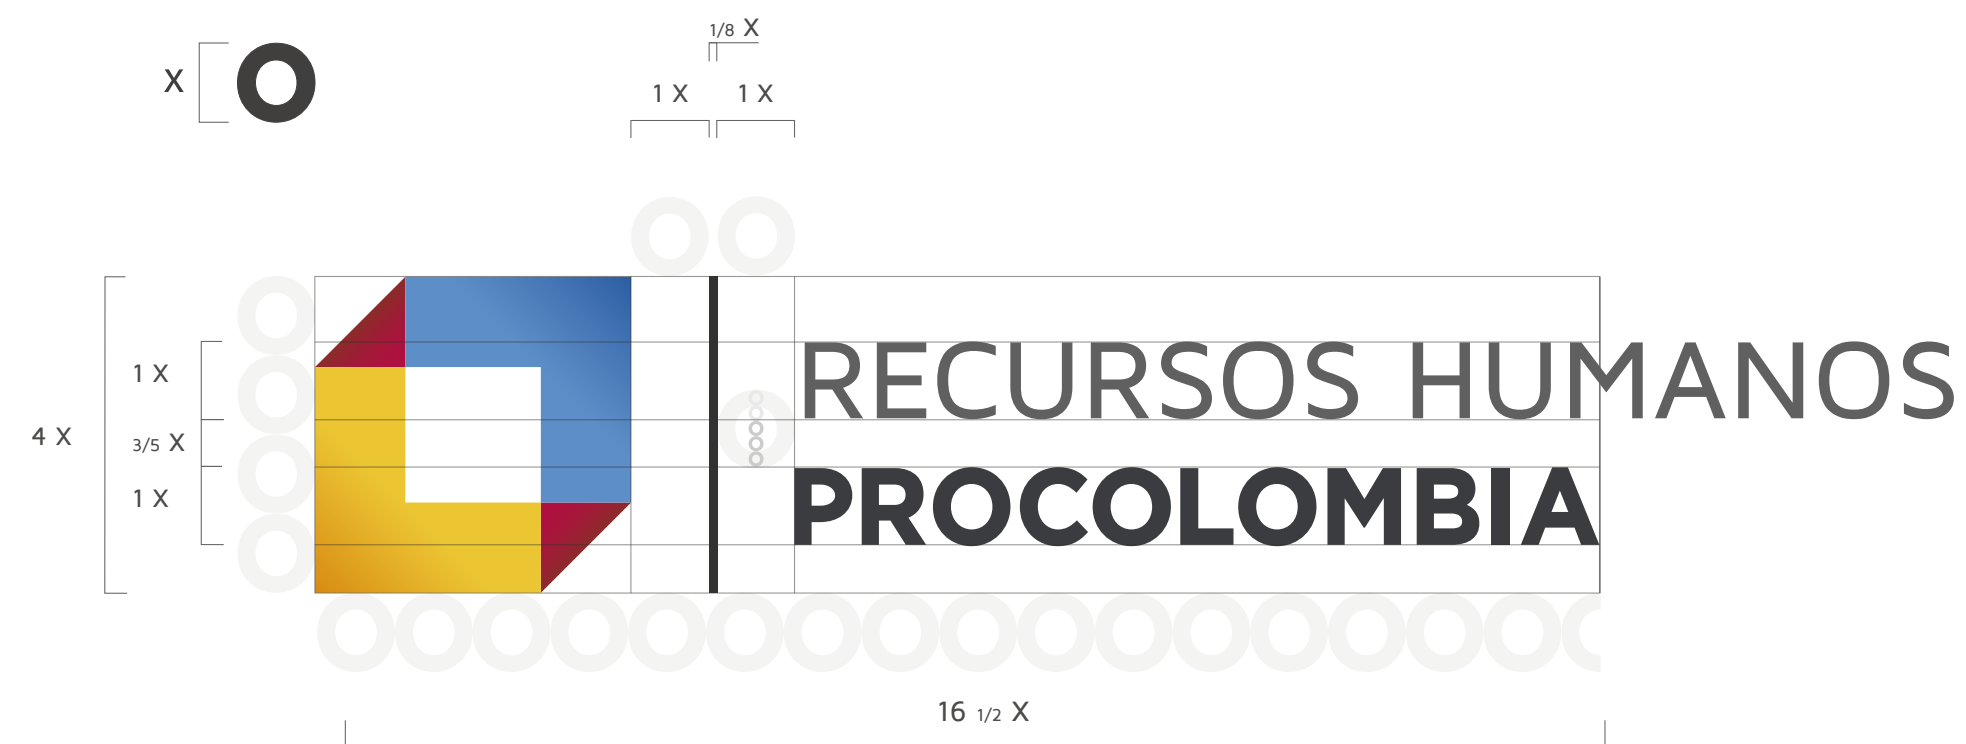 1/8 X
X
1 X 1 X
1 X
RECURSOS HUMANOS
4 X
3/5 X
1 X
PROCOLOMBIA
16 1/2 X